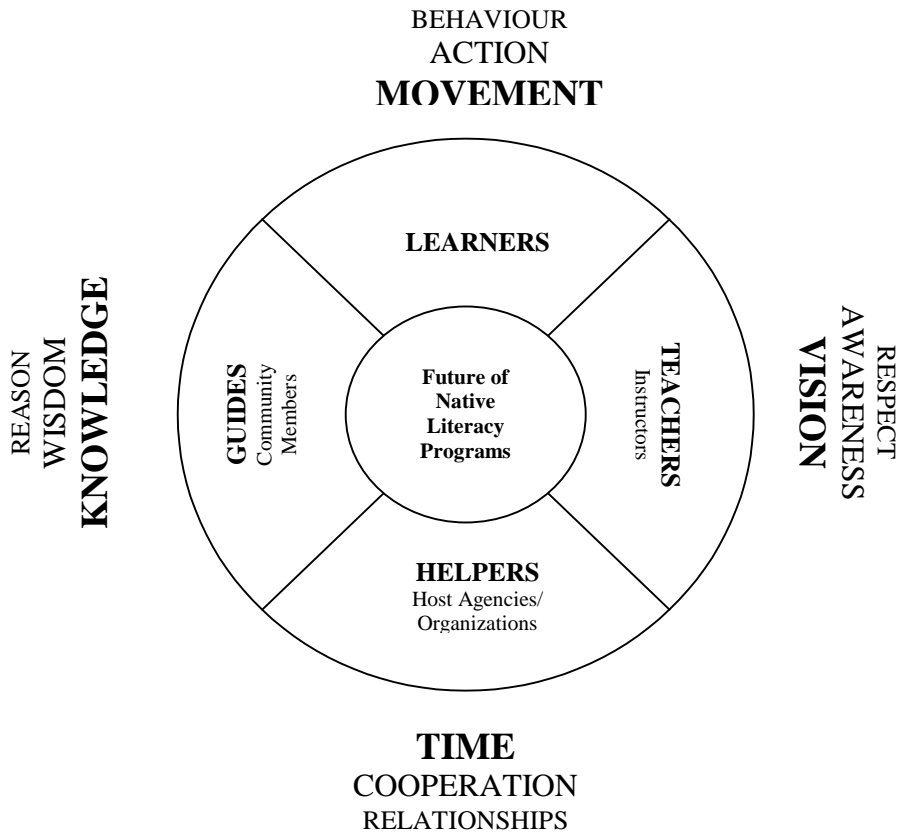 BEHAVIOUR
ACTION
MOVEMENT
LEARNERS
REASON
WISDOM
KNOWLEDGE
GUIDES
Community
Members
Future of
Native
Literacy
Programs
TEACHERS
Instructors
RESPECT
AWARENESS
VISION
HELPERS
Host Agencies/
Organizations
TIME
COOPERATION
RELATIONSHIPS